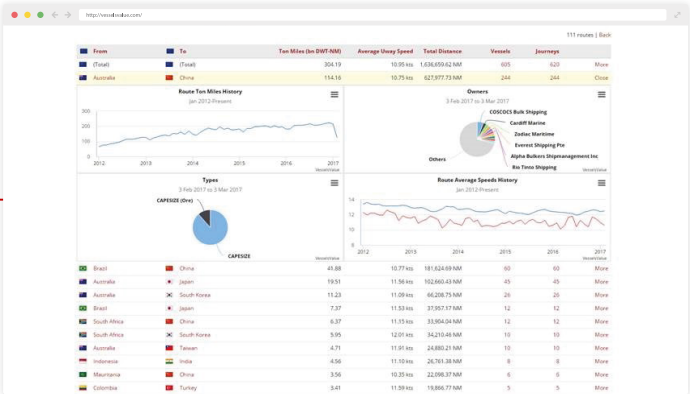 http://vesselsvalue.com/
111 routes | Back
From To Ton Miles (bn DWT-NM) Average Uway Speed Total Distance Vessels Journeys
(Total) (Total) 304.19 10.95 kts 1,636,659.62 NM 605 620 More
Australia China 114.16 10.75 kts 627,977.73 NM 244 244 Close
Route Ton Miles History
Jan 2012-Present
300
200
100
0
2012 2013 2014 2015 2016 2017
VesselsValue
Owners
3 Feb 2017 to 3 Mar 2017
COSCOCS Bulk Shipping
Cardiff Marine
Zodiac Maritime
Everest Shipping Pte
Alpha Bulkers Shipmanagement Inc
Rio Tinto Shipping
Others
VesselsValue
Types
3 Feb 2017 to 3 Mar 2017
CAPESIZE (Ore)
CAPESIZE
VesselsValue
Route Average Speeds History
Jan 2012-Present
14
12
10
8
2012 2013 2014 2015 2016 2017
VesselsValue
Brazil China 41.88 10.77 kts 181,624.69 NM 60 60 More
Australia Japan 19.51 11.56 kts 102,660.43 NM 45 45 More
Australia South Korea 11.23 11.09 kts 66,208.75 NM 26 26 More
Brazil Japan 7.37 11.53 kts 37,957.17 NM 12 12 More
South Africa China 6.37 11.15 kts 33,904.04 NM 12 12 More
South Africa South Korea 5.95 12.01 kts 34,210.46 NM 10 10 More
Australia Taiwan 4.71 11.91 kts 24,880.21 NM 10 10 More
Indonesia India 4.56 11.10 kts 26,761.38 NM 8 8 More
Mauritania China 3.56 10.35 kts 22,098.37 NM 6 6 More
Colombia Turkey 3.41 11.59 kts 19,866.77 NM 5 5 More